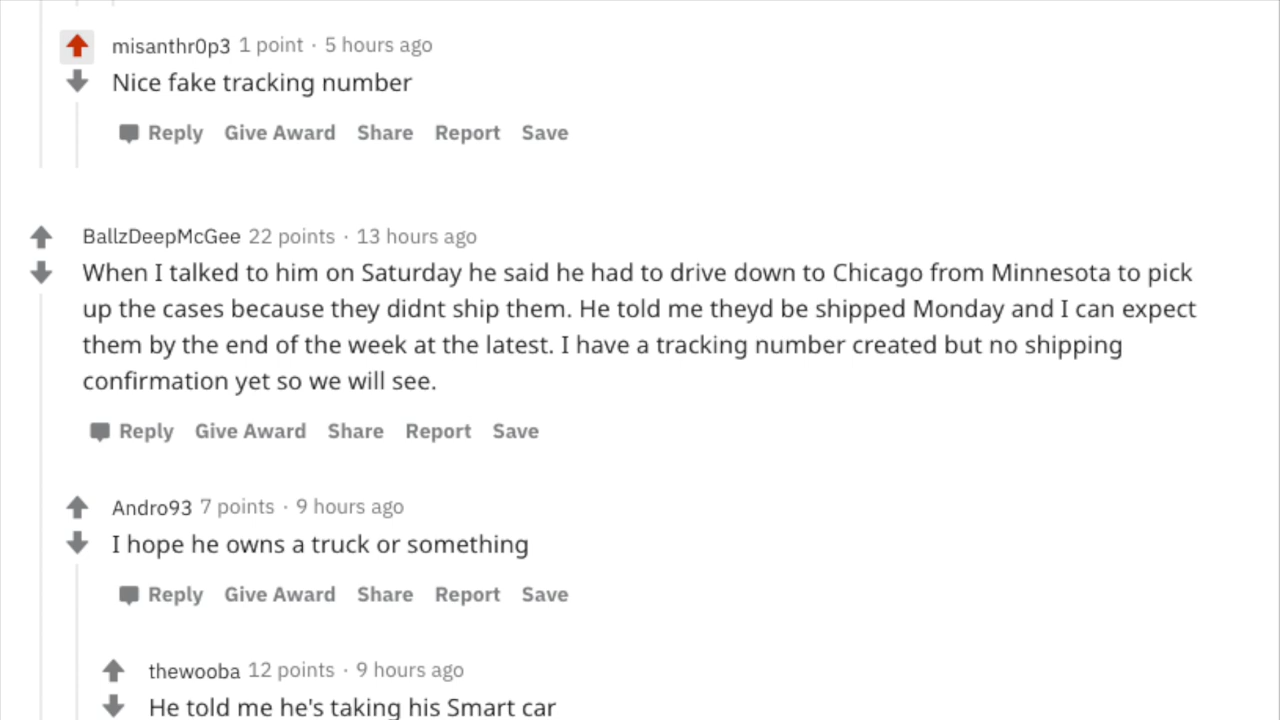 misanthr0p3 1 point · 5 hours ago
Nice fake tracking number
Reply Give Award Share Report Save
BallzDeepMcGee 22 points · 13 hours ago
When I talked to him on Saturday he said he had to drive down to Chicago from Minnesota to pick
up the cases because they didnt ship them. He told me theyd be shipped Monday and I can expect
them by the end of the week at the latest. I have a tracking number created but no shipping
confirmation yet so we will see.
Reply Give Award Share Report Save
Andro93 7 points · 9 hours ago
I hope he owns a truck or something
Reply Give Award Share Report Save
thewooba 12 points · 9 hours ago
He told me he's taking his Smart car